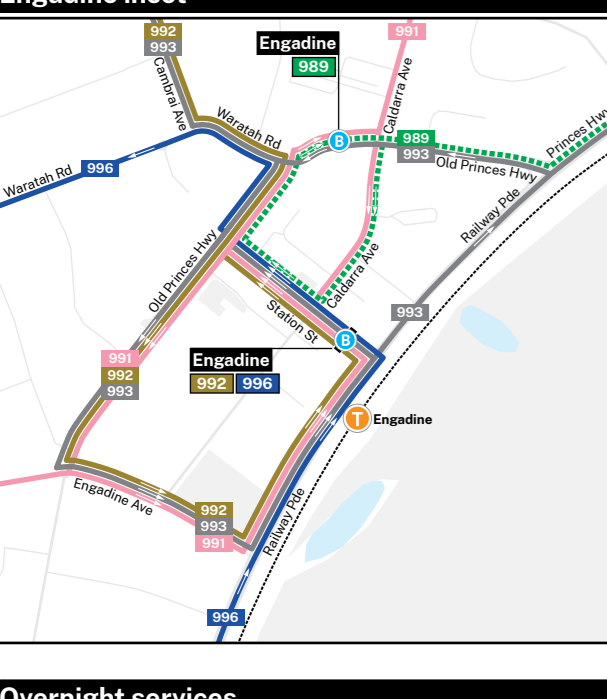 Engadine inset
992
993
991
Engadine
989
Cambrai Ave
Caldarra Ave
Waratah Rd
B
989
993
Princes Hwy
Old Princes Hwy
996
Waratah Rd
Railway Pde
Old Princes Hwy
Caldarra Ave
Station St
993
B
991
992
993
Engadine
992 996
T Engadine
Engadine Ave
992
993
991
Railway Pde
996
Overnight services